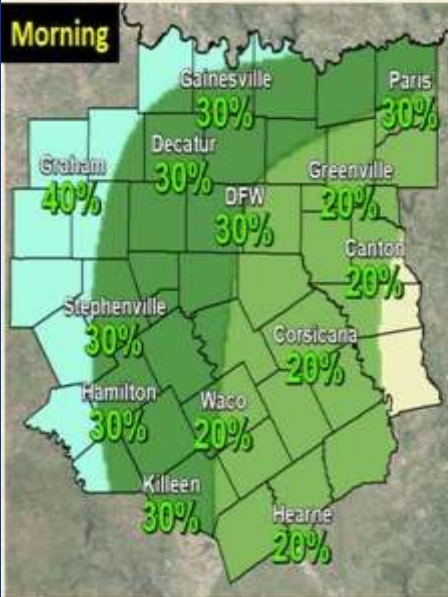 Morning
Gainesville
30%
Paris
30%
Decatur
30%
Graham
40%
Greenville
20%
DFW
30%
Canton
20%
Stephenville
30%
Corsicana
20%
Hamilton
30%
Waco
20%
Killeen
30%
Hearne
20%